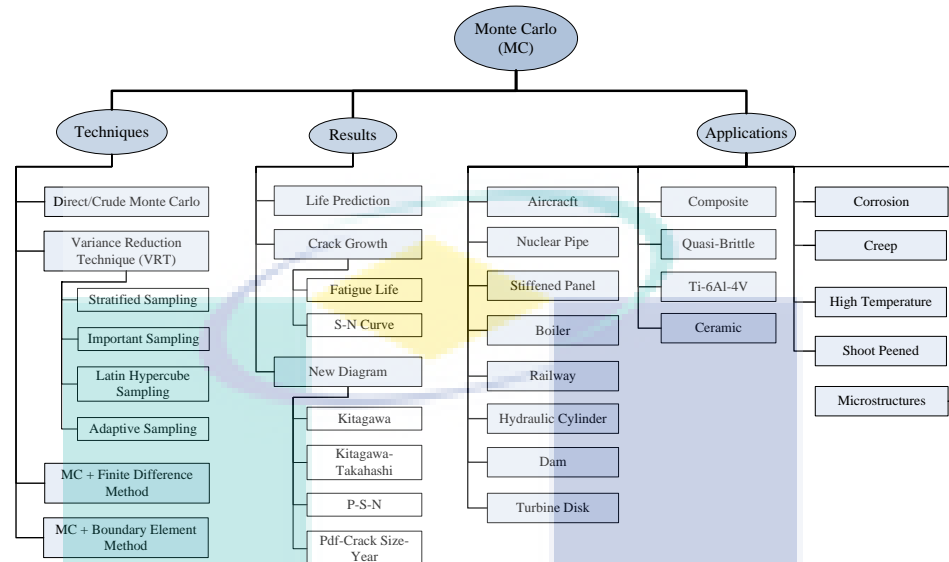 Monte Carlo
(MC)
Techniques
Results
Applications
Direct/Crude Monte Carlo
Variance Reduction
Technique (VRT)
Stratified Sampling
Important Sampling
Latin Hypercube
Sampling
Adaptive Sampling
MC + Finite Difference
Method
MC + Boundary Element
Method
Life Prediction
Crack Growth
Fatigue Life
S-N Curve
New Diagram
Kitagawa
Kitagawa-
Takahashi
P-S-N
Pdf-Crack Size-
Year
Aircracft
Nuclear Pipe
Stiffened Panel
Boiler
Railway
Hydraulic Cylinder
Dam
Turbine Disk
Composite
Quasi-Brittle
Ti-6Al-4V
Ceramic
Corrosion
Creep
High Temperature
Shoot Peened
Microstructures